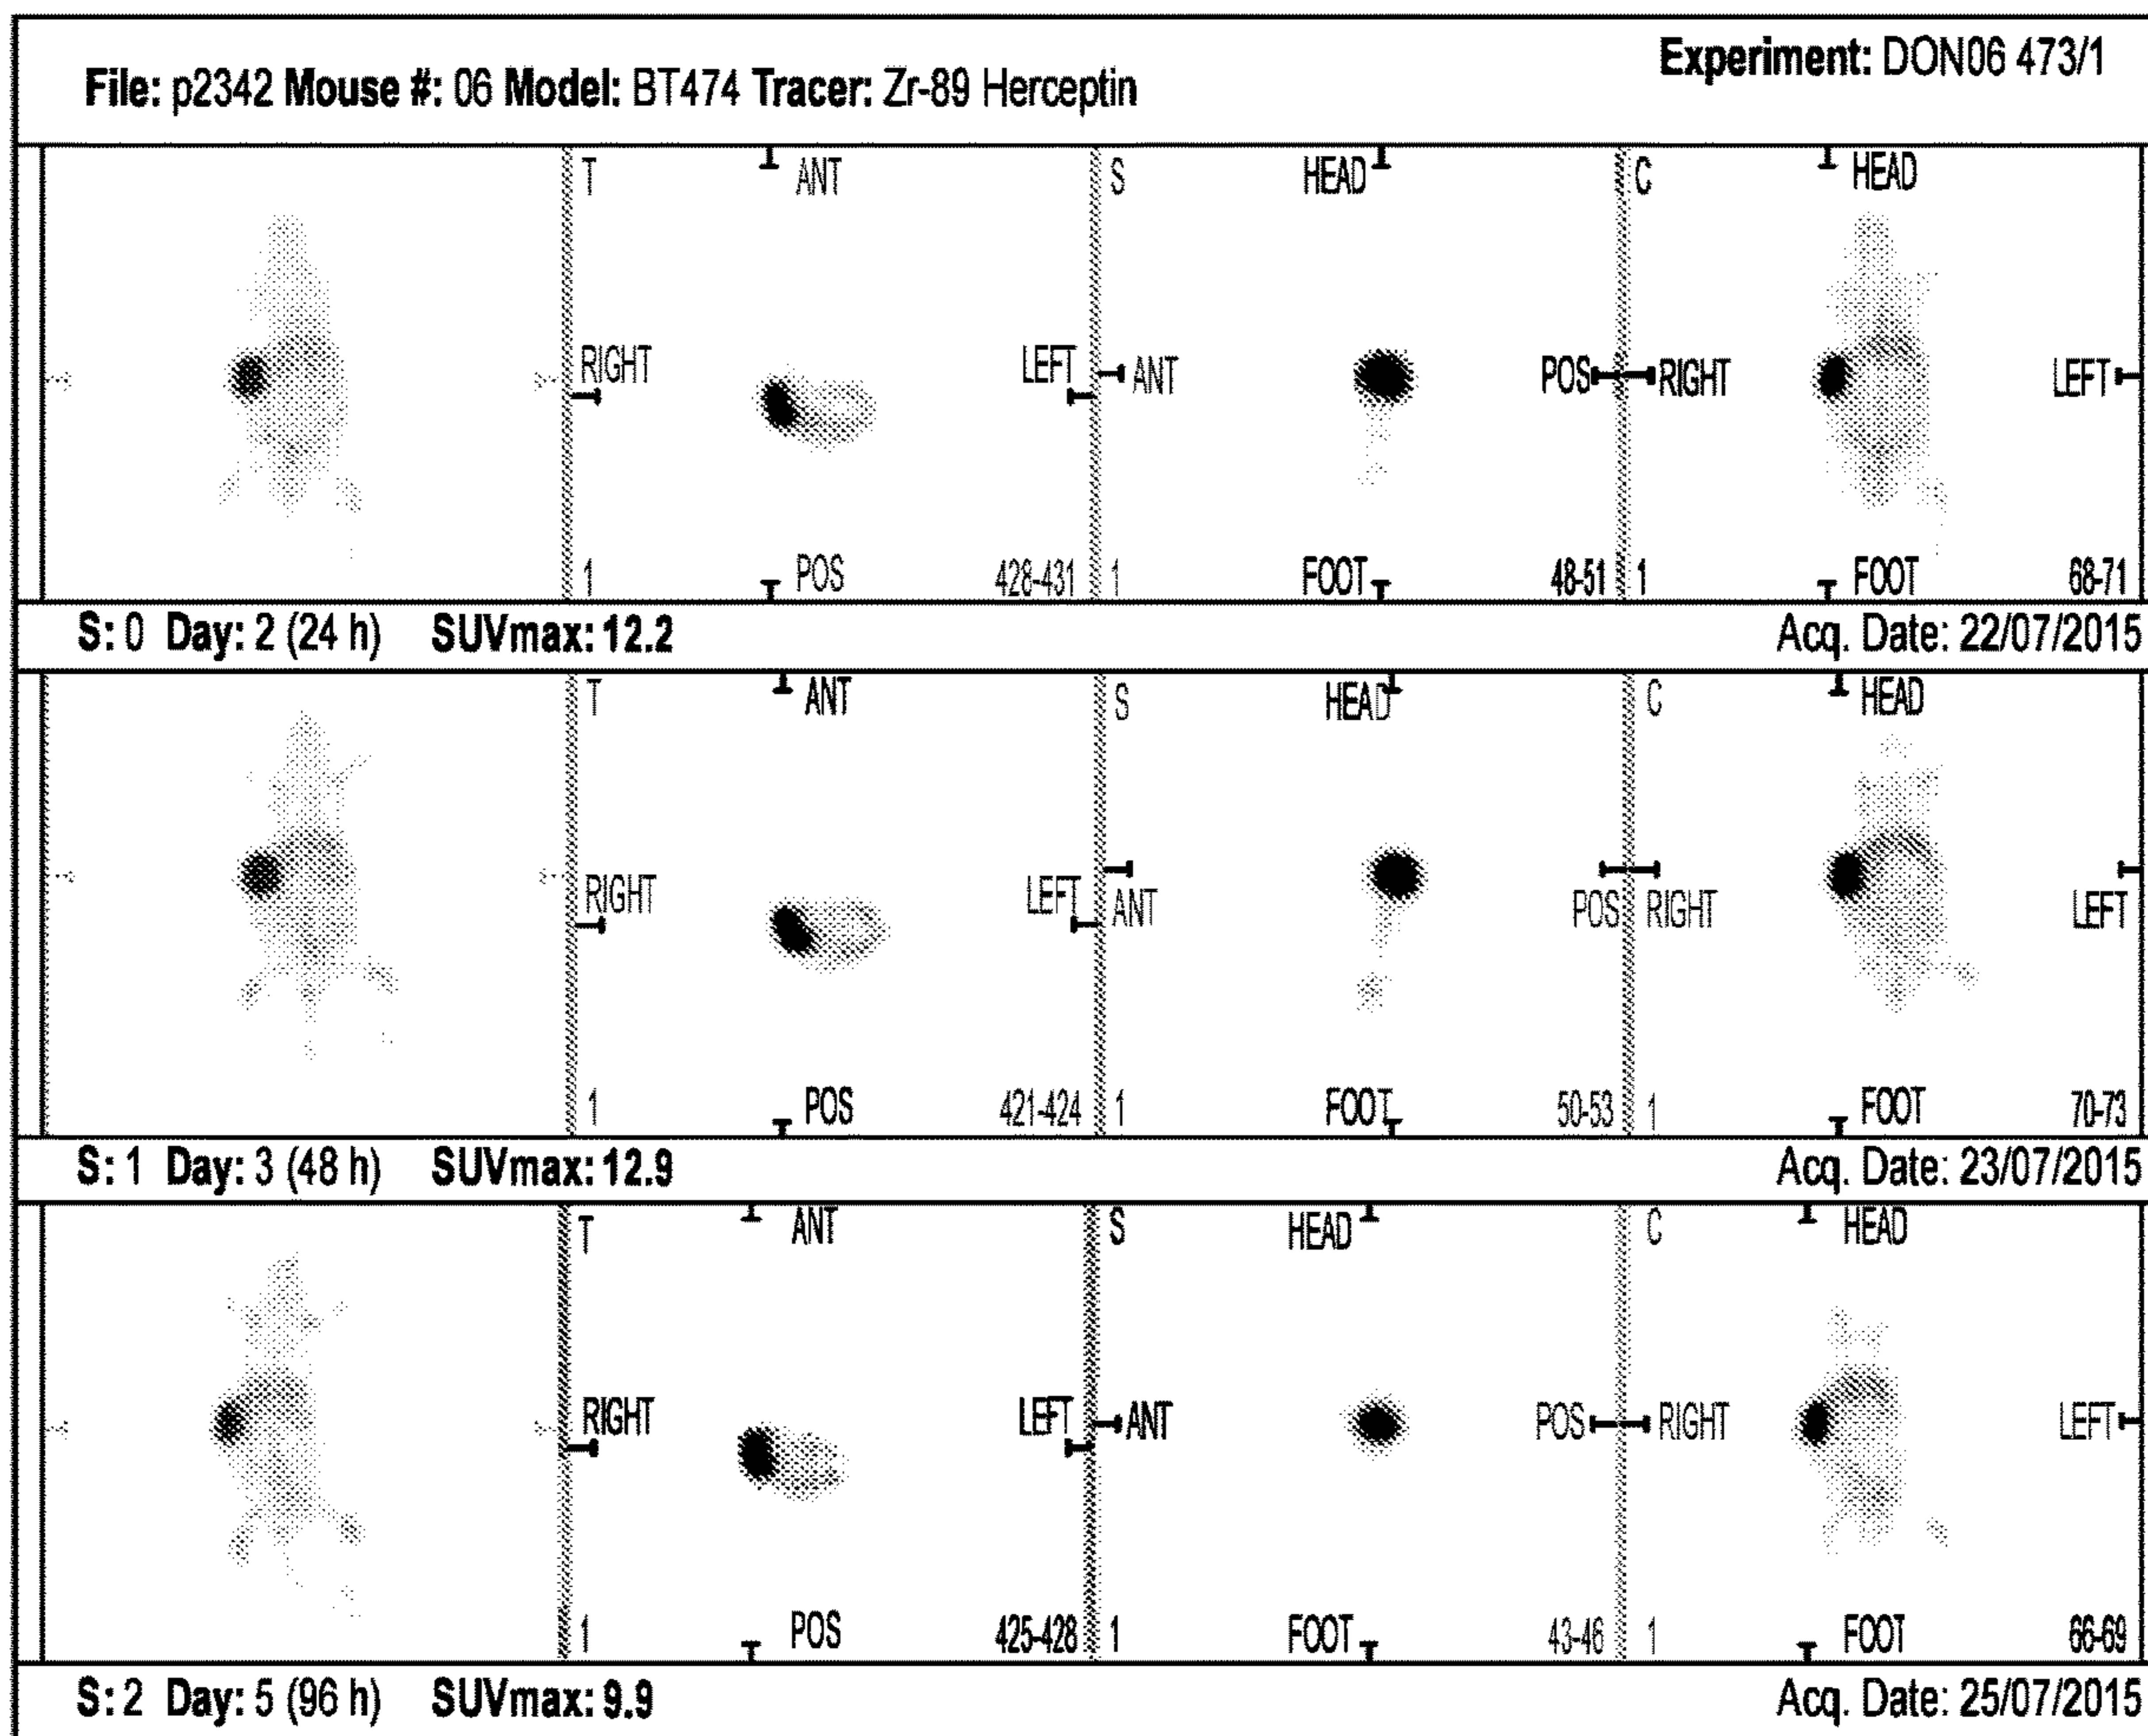 Experiment: DON06 473/1
File: p2342 Mouse #: 06 Model: BT474 Tracer: Zr-89 Herceptin
T ANT S HEAD C HEAD
RIGHT LEFT ANT POS RIGHT LEFT
1 POS 428-431 1 FOOT 48-51 1 FOOT 68-71
S: 0 Day: 2 (24 h) SUVmax: 12.2 Acq. Date: 22/07/2015
T ANT S HEAD C HEAD
RIGHT LEFT ANT POS RIGHT LEFT
1 POS 421-424 1 FOOT 50-53 1 FOOT 70-73
S: 1 Day: 3 (48 h) SUVmax: 12.9 Acq. Date: 23/07/2015
T ANT S HEAD C HEAD
RIGHT LEFT ANT POS RIGHT LEFT
1 POS 425-428 1 FOOT 43-46 1 FOOT 66-69
S: 2 Day: 5 (96 h) SUVmax: 9.9 Acq. Date: 25/07/2015